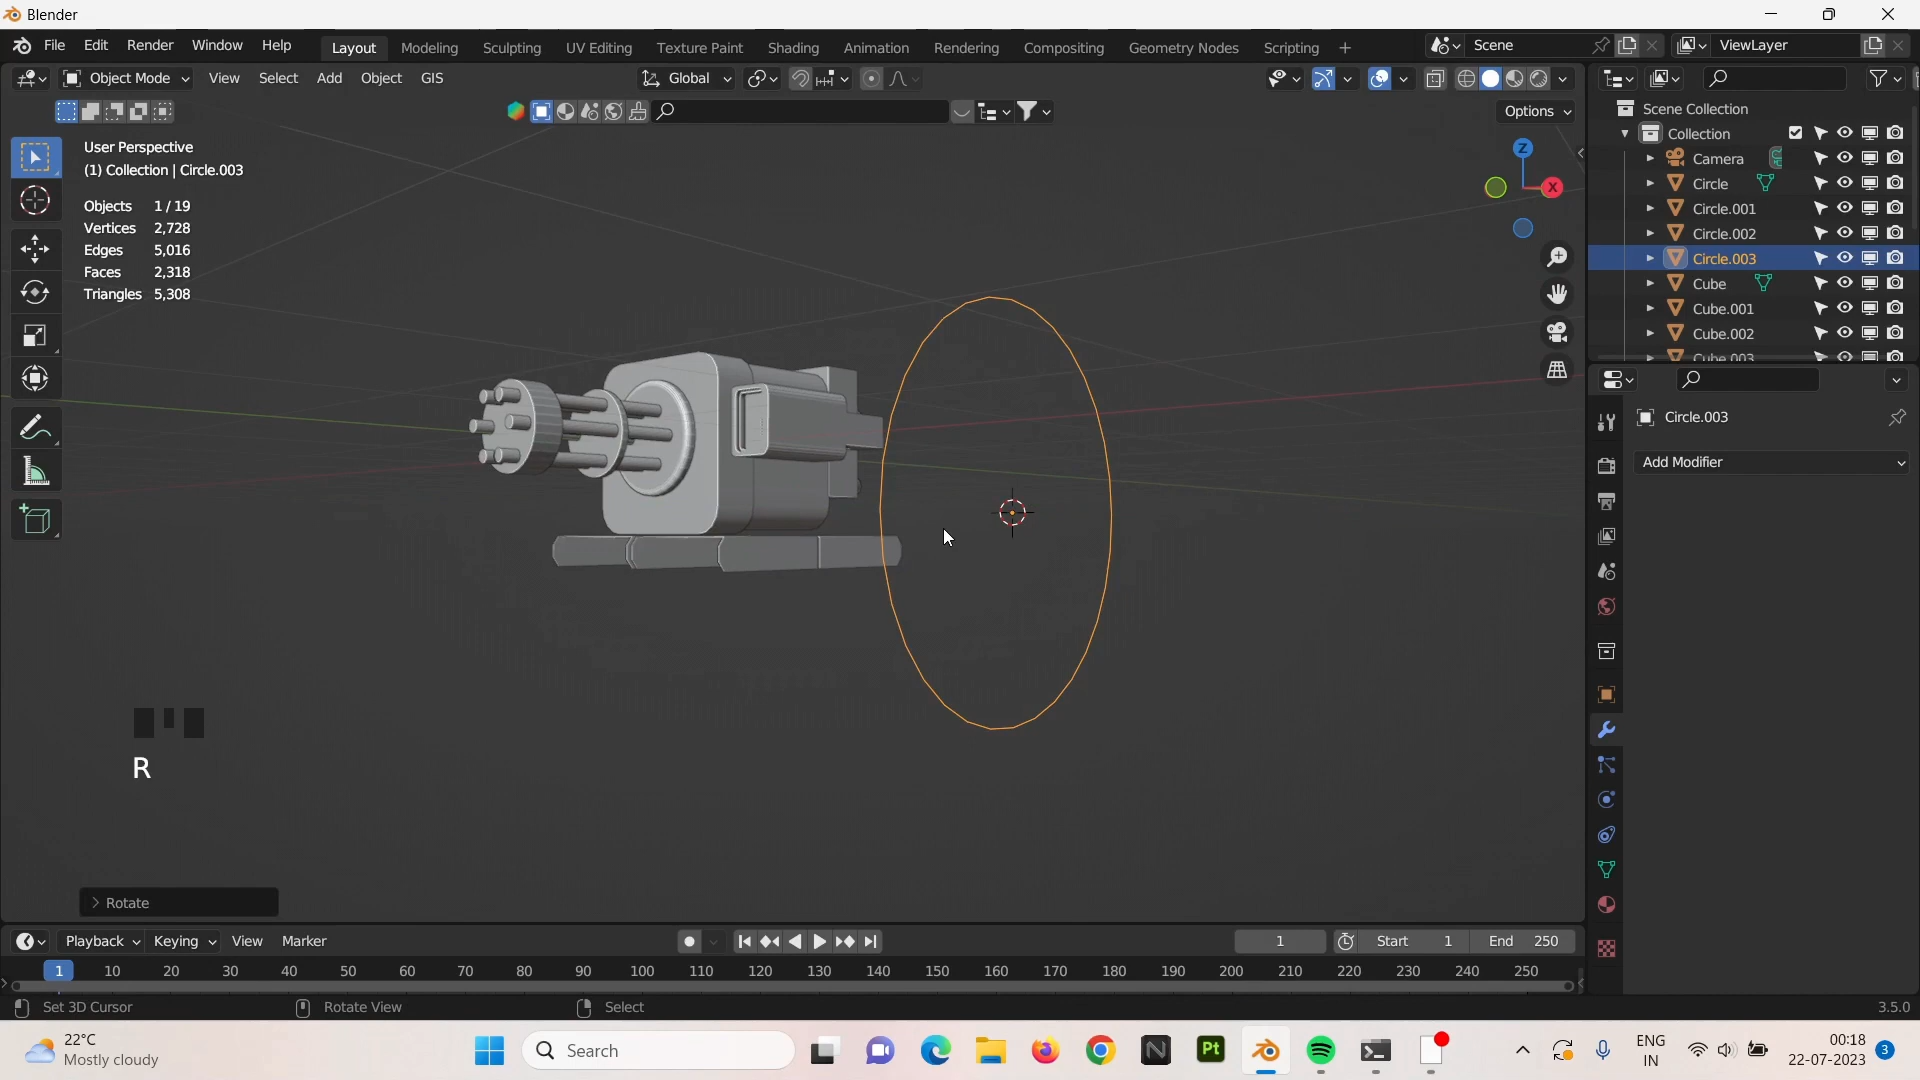 Blender
File Edit Render Window Help Layout Modeling Sculpting UV Editing Texture Paint Shading Animation Rendering Compositing Geometry Nodes Scripting + Scene ViewLayer
Object Mode View Select Add Object GIS Global
Options
User Perspective
(1) Collection | Circle.003
Objects 1 / 19
Vertices 2,728
Edges 5,016
Faces 2,318
Triangles 5,308
Z
X
Scene Collection
Collection
Camera
Circle
Circle.001
Circle.002
Circle.003
Cube
Cube.001
Cube.002
Cube.003
Circle.003
Add Modifier
R
Rotate
Playback Keying View Marker 1 Start 1 End 250
1 10 20 30 40 50 60 70 80 90 100 110 120 130 140 150 160 170 180 190 200 210 220 230 240 250
Set 3D Cursor Rotate View Select 3.5.0
22°C
Mostly cloudy
Search
N
Pt
ENG
IN
00:18
22-07-2023
3